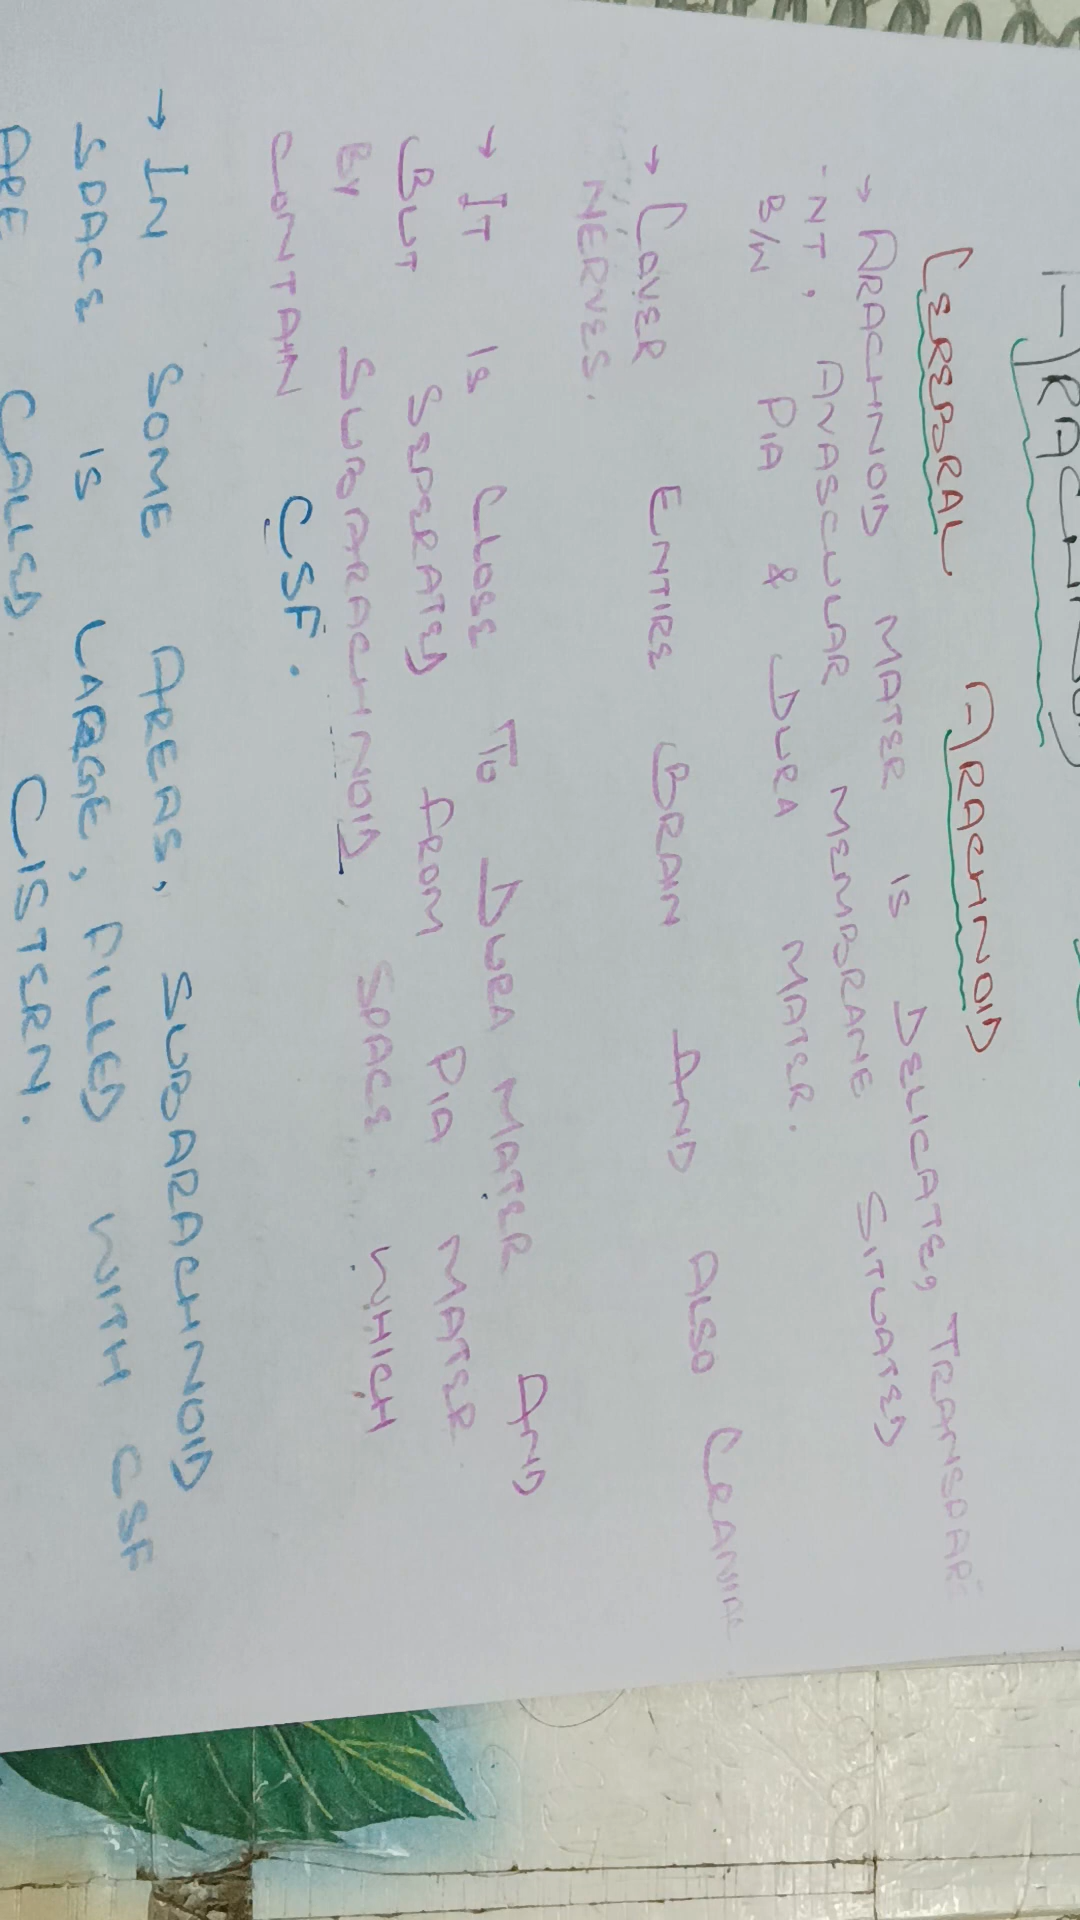 ARACHNOID
CEREBRAL ARACHNOID
→ ARACHNOID MATER IS DELICATE, TRANSPARE
-NT, AVASCULAR MEMBRANE SITUATED
B/W PIA & DURA MATER.
→ COVER ENTIRE BRAIN AND ALSO CRANIAL
NERVES.
→ IT IS CLOSE TO DURA MATER AND
BUT SEPERATED FROM PIA MATER
BY SUBARACHNOID SPACE WHICH
CONTAIN CSF.
→ IN SOME AREAS, SUBARACHNOID
SPACE IS LARGE, FILLED WITH CSF
ARE CALLED CISTERN.